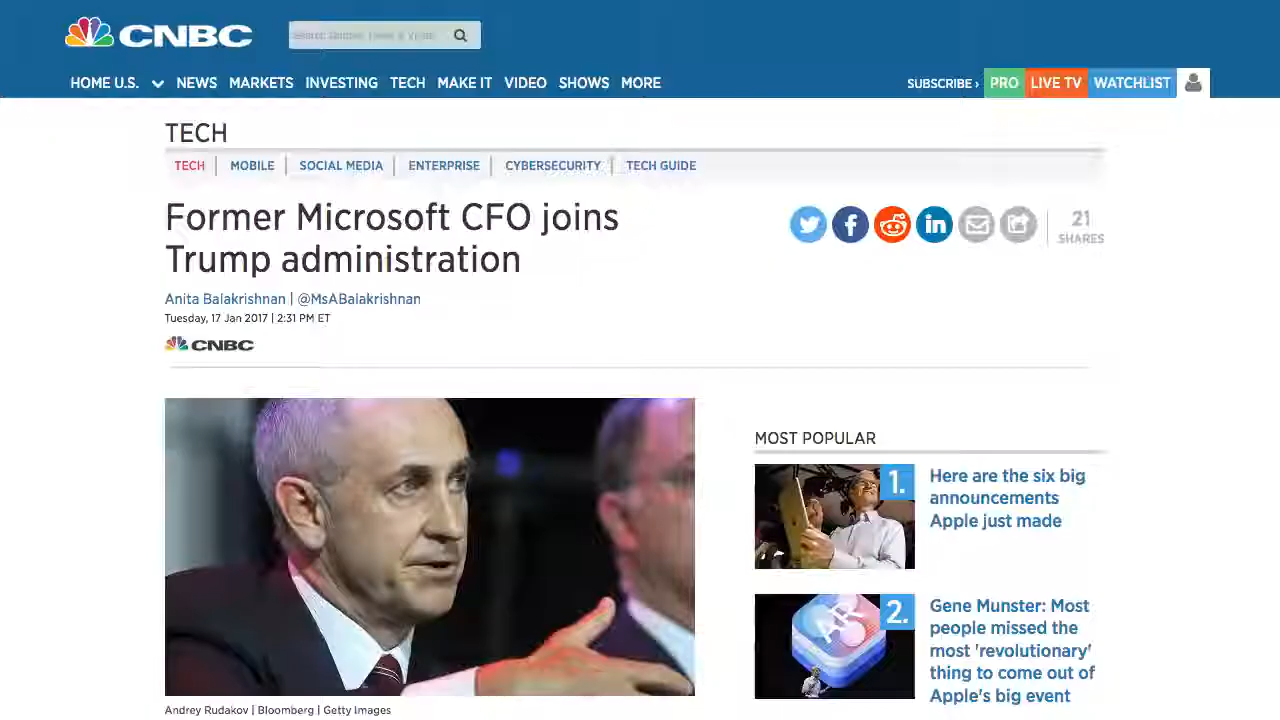 CNBC
HOME U.S. NEWS MARKETS INVESTING TECH MAKE IT VIDEO SHOWS MORE
SUBSCRIBE › PRO LIVE TV WATCHLIST
TECH
TECH | MOBILE | SOCIAL MEDIA | ENTERPRISE | CYBERSECURITY | TECH GUIDE
Former Microsoft CFO joins
Trump administration
21
SHARES
Anita Balakrishnan | @MsABalakrishnan
Tuesday, 17 Jan 2017 | 2:31 PM ET
CNBC
Andrey Rudakov | Bloomberg | Getty Images
MOST POPULAR
1.
Here are the six big
announcements
Apple just made
AR
2.
Gene Munster: Most
people missed the
most 'revolutionary'
thing to come out of
Apple's big event